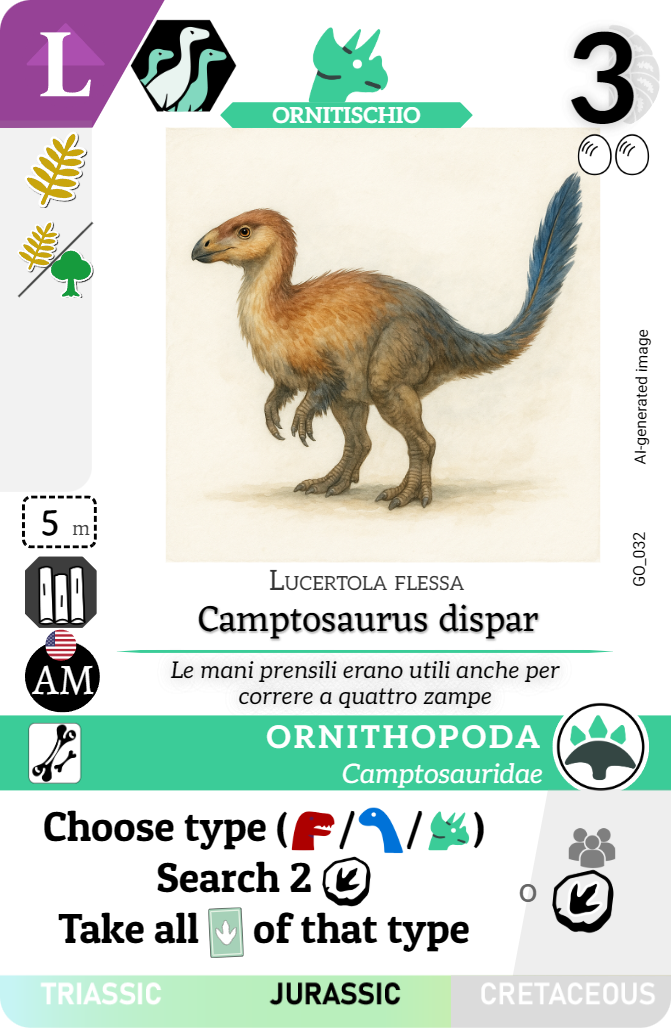 L
ORNITISCHIO
3
AI-generated image
GO_032
5 m
AM
LUCERTOLA FLESSA
Camptosaurus dispar
Le mani prensili erano utili anche per
correre a quattro zampe
ORNITHOPODA
Camptosauridae
Choose type ( / / )
Search 2
Take all of that type
o
TRIASSIC JURASSIC CRETACEOUS